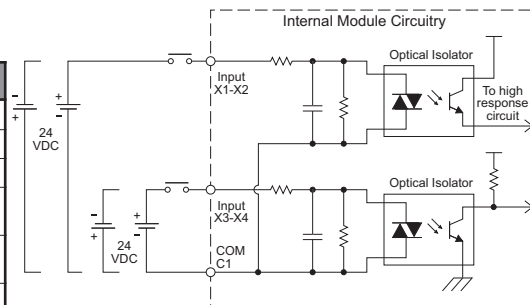 Internal Module Circuitry
Optical Isolator
Input
X1-X2
To high
response
circuit
-
+
+
-
24
VDC
Optical Isolator
Input
X3-X4
-
+
+
-
24
VDC
COM
C1